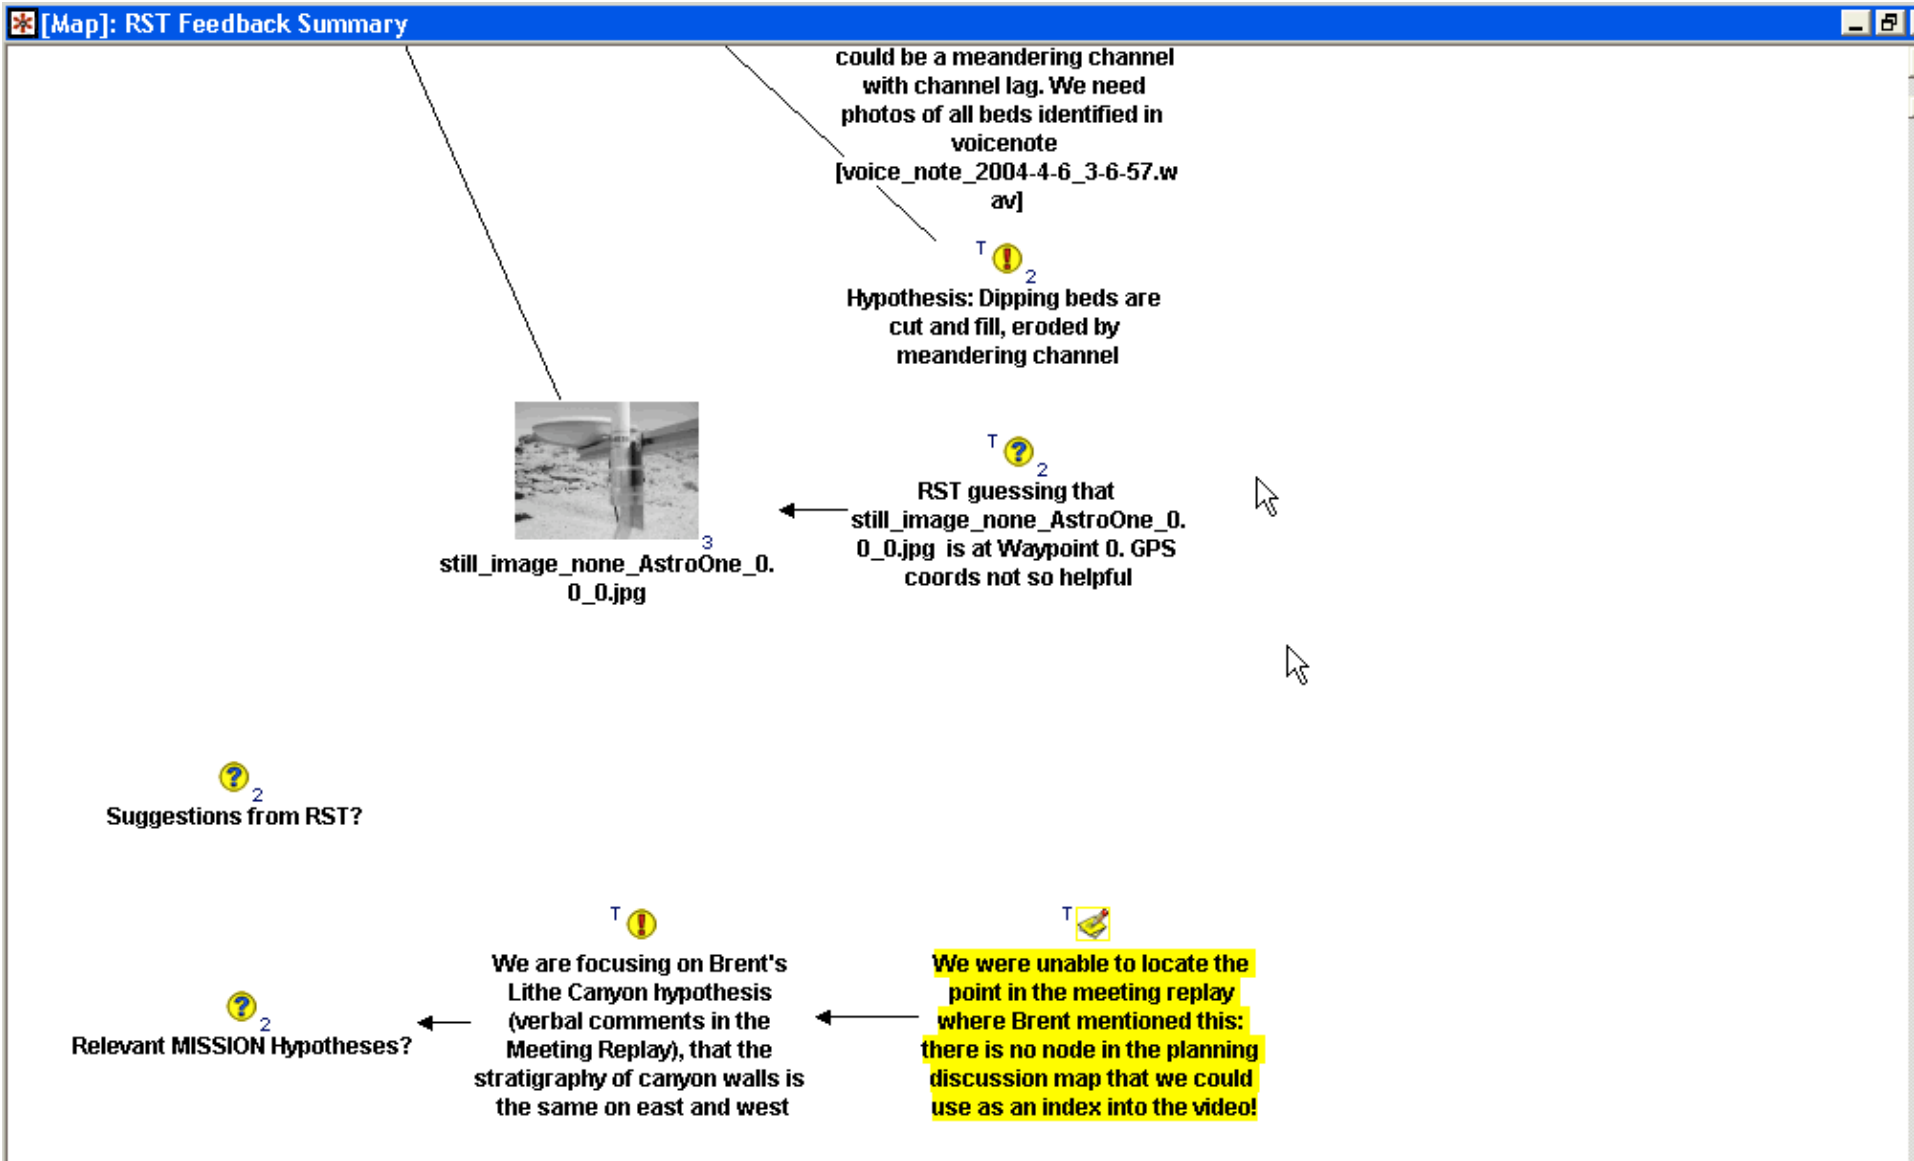 [Map]: RST Feedback Summary
could be a meandering channel
with channel lag. We need
photos of all beds identified in
voicenote
[voice_note_2004-4-6_3-6-57.w
av]
T
2
Hypothesis: Dipping beds are
cut and fill, eroded by
meandering channel
3
still_image_none_AstroOne_0.
0_0.jpg
T
2
RST guessing that
still_image_none_AstroOne_0.
0_0.jpg is at Waypoint 0. GPS
coords not so helpful
2
Suggestions from RST?
2
Relevant MISSION Hypotheses?
T
We are focusing on Brent's
Lithe Canyon hypothesis
(verbal comments in the
Meeting Replay), that the
stratigraphy of canyon walls is
the same on east and west
T
We were unable to locate the
point in the meeting replay
where Brent mentioned this:
there is no node in the planning
discussion map that we could
use as an index into the video!